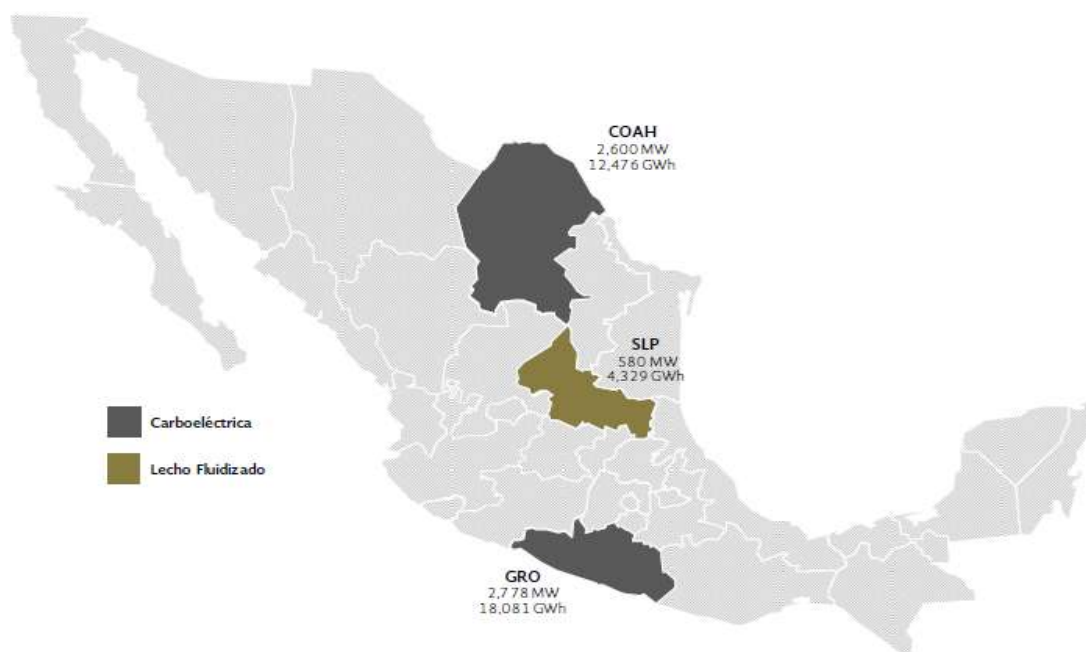 COAH
2,600 MW
12,476 GWh
SLP
580 MW
4,329 GWh
Carboeléctrica
Lecho Fluidizado
GRO
2,778 MW
18,081 GWh